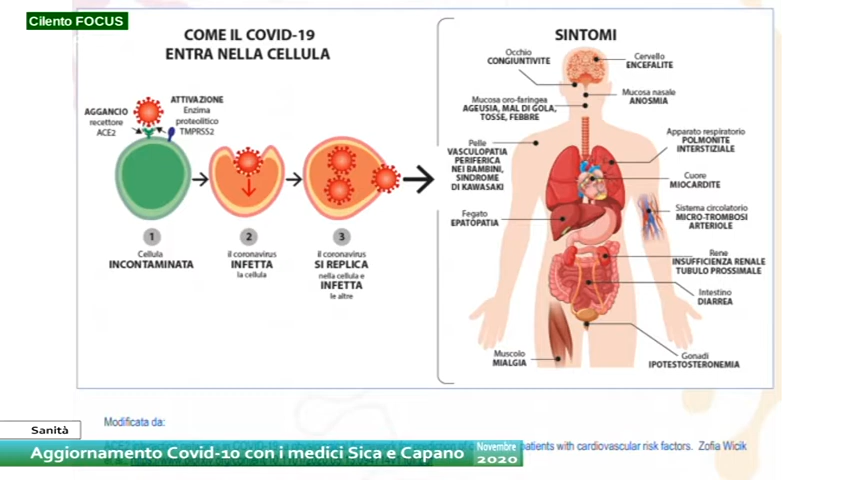 Cilento FOCUS
COME IL COVID-19
ENTRA NELLA CELLULA
AGGANCIO
recettore
ACE2
ATTIVAZIONE
Enzima
proteolitico
TMPRSS2
1
Cellula
INCONTAMINATA
2
il coronavirus
INFETTA
la cellula
3
il coronavirus
SI REPLICA
nella cellula e
INFETTA
le altre
SINTOMI
Occhio
CONGIUNTIVITE
Cervello
ENCEFALITE
Mucosa oro-faringea
AGEUSIA, MAL DI GOLA,
TOSSE, FEBBRE
Mucosa nasale
ANOSMIA
Pelle
VASCULOPATIA
PERIFERICA
NEI BAMBINI,
SINDROME
DI KAWASAKI
Apparato respiratorio
POLMONITE
INTERSTIZIALE
Cuore
MIOCARDITE
Fegato
EPATOPATIA
Sistema circolatorio
MICRO-TROMBOSI
ARTERIOLE
Rene
INSUFFICIENZA RENALE
TUBULO PROSSIMALE
Intestino
DIARREA
Muscolo
MIALGIA
Gonadi
IPOTESTOSTERONEMIA
Modificata da:
patients with cardiovascular risk factors. Zofia Wicik
Sanità
Aggiornamento Covid-19 con i medici Sica e Capano
Novembre
2020